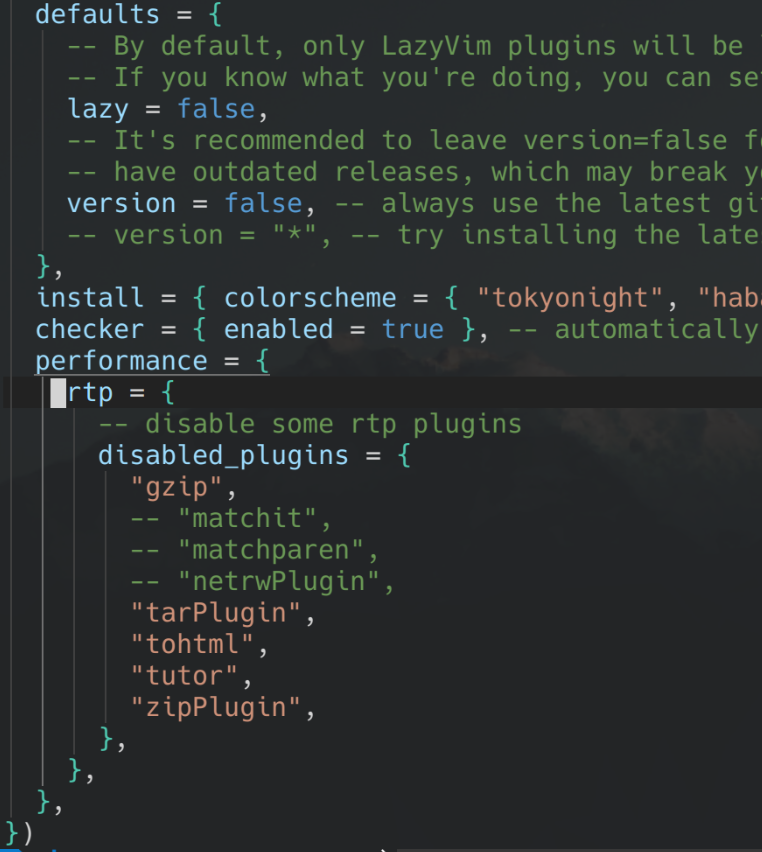 defaults = {
-- By default, only LazyVim plugins will be
-- If you know what you're doing, you can se
lazy = false,
-- It's recommended to leave version=false f
-- have outdated releases, which may break y
version = false, -- always use the latest gi
-- version = "*", -- try installing the late
},
install = { colorscheme = { "tokyonight", "hab
checker = { enabled = true }, -- automatically
performance = {
rtp = {
-- disable some rtp plugins
disabled_plugins = {
"gzip",
-- "matchit",
-- "matchparen",
-- "netrwPlugin",
"tarPlugin",
"tohtml",
"tutor",
"zipPlugin",
},
},
},
})